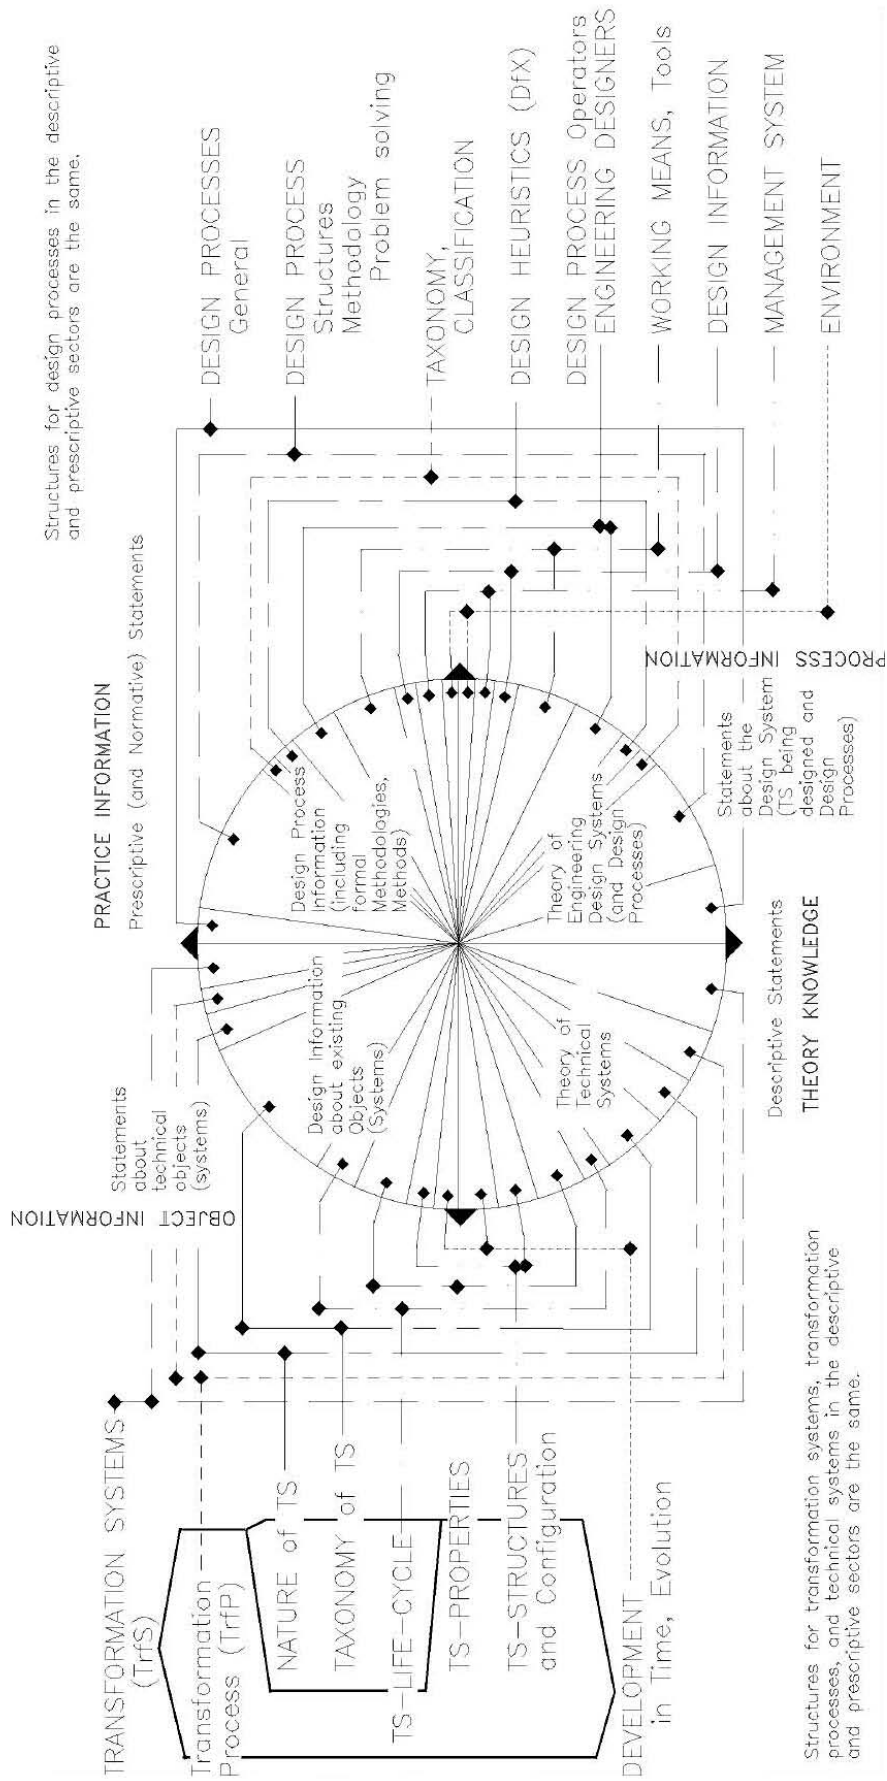 Structures for design processes in the descriptive
and prescriptive sectors are the same.
PRACTICE INFORMATION
Prescriptive (and Normative) Statements
DESIGN PROCESSES
General
DESIGN PROCESS
Structures
Methodology
Problem solving
TAXONOMY,
CLASSIFICATION
DESIGN HEURISTICS (DfX)
DESIGN PROCESS Operators
ENGINEERING DESIGNERS
WORKING MEANS, Tools
DESIGN INFORMATION
MANAGEMENT SYSTEM
ENVIRONMENT
PROCESS INFORMATION
Statements
about the
Design System
(TS being
designed and
Design
Processes)
Design Process
Information
(including
formal
Methodologies,
Methods)
Theory of
Engineering
Design Systems
(and Design
Processes)
Design Information
about existing
Objects
(Systems)
Theory of
Technical
Systems
Statements
about
technical
objects
(systems)
OBJECT INFORMATION
Descriptive Statements
THEORY KNOWLEDGE
TRANSFORMATION SYSTEMS
(TrfS)
Transformation
Process (TrfP)
NATURE of TS
TAXONOMY of TS
TS-LIFE-CYCLE
TS-PROPERTIES
TS-STRUCTURES
and Configuration
DEVELOPMENT
in Time, Evolution
Structures for transformation systems, transformation
processes, and technical systems in the descriptive
and prescriptive sectors are the same.